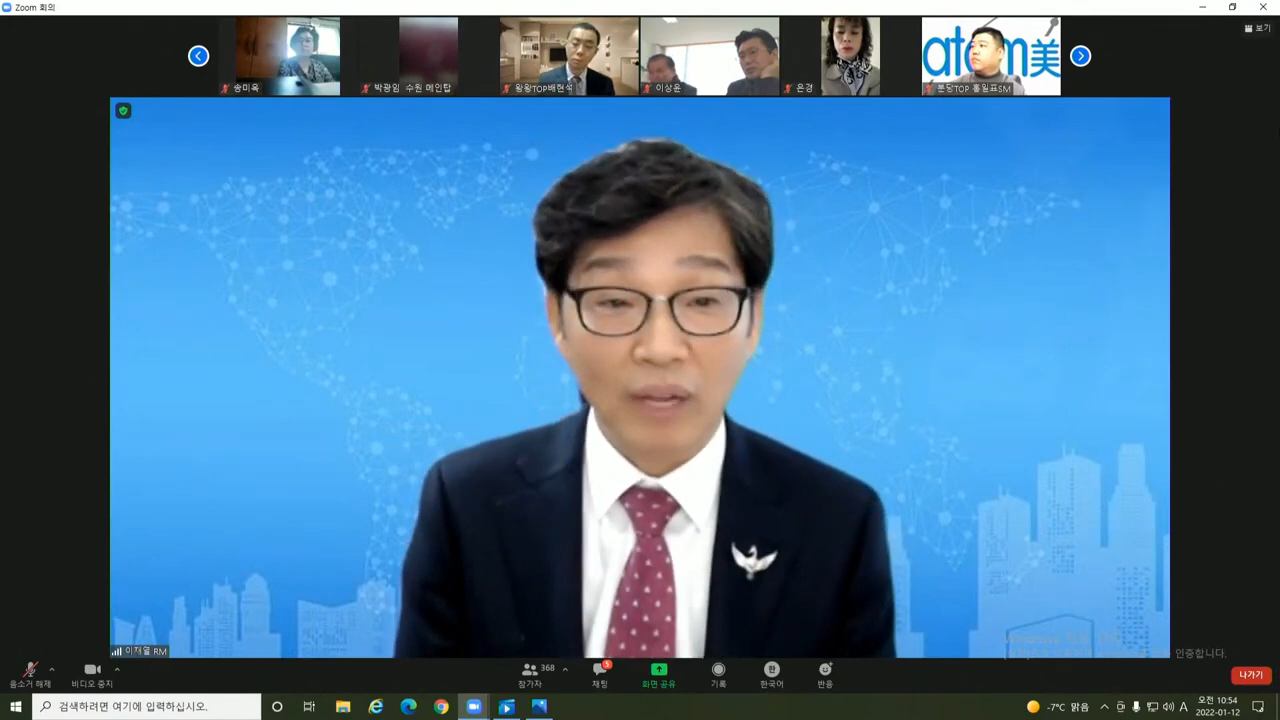 Zoom 회의
보기
송미옥
박광임 수원 메인탑
왕왕TOP배현석
이상윤
은경
atom美
분당TOP 홍일표SM
이재열 RM
인증합니다.
음소거 해제
비디오 중지
368
참가자
5
채팅
화면 공유
기록
한
한국어
반응
나가기
검색하려면 여기에 입력하십시오.
-7°C 맑음
A
오전 10:54
2022-01-12